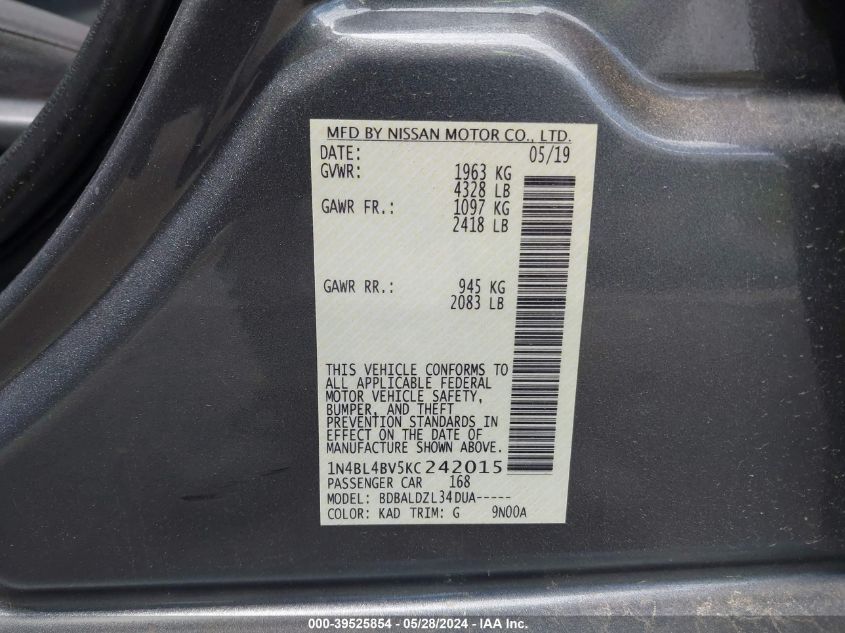 MFD BY NISSAN MOTOR CO., LTD.
DATE: 05/19
GVWR: 1963 KG
4328 LB
GAWR FR.: 1097 KG
2418 LB
GAWR RR.: 945 KG
2083 LB
THIS VEHICLE CONFORMS TO
ALL APPLICABLE FEDERAL
MOTOR VEHICLE SAFETY,
BUMPER, AND THEFT
PREVENTION STANDARDS IN
EFFECT ON THE DATE OF
MANUFACTURE SHOWN ABOVE.
1N4BL4BV5KC242015
PASSENGER CAR 168
MODEL: BDBALDZL34DUA-----
COLOR: KAD TRIM: G 9N00A
000-39525854 - 05/28/2024 - IAA Inc.